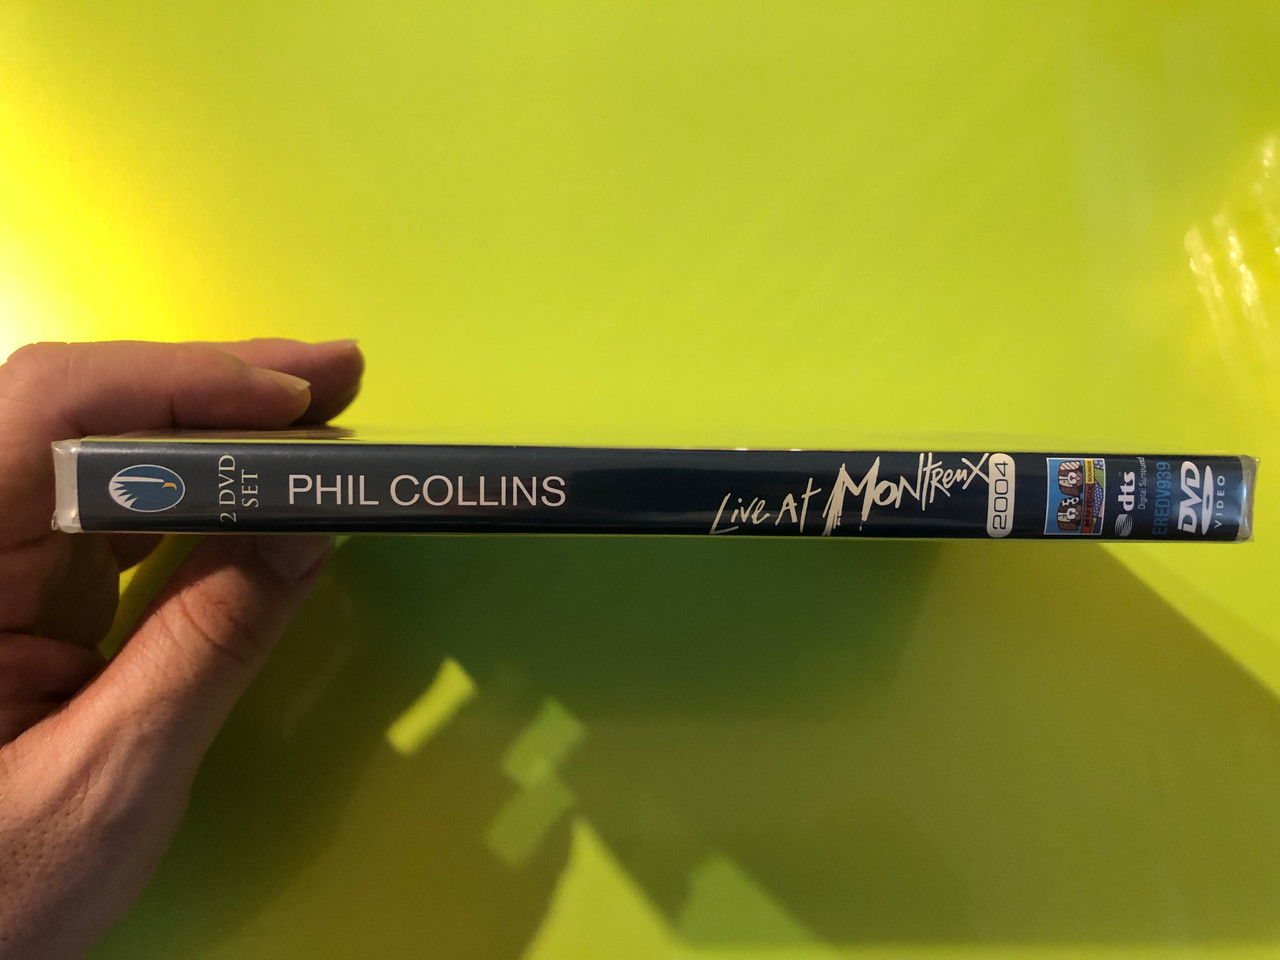 2 DVD
SET
PHIL COLLINS
Live At Montreux
2004
dts
Digital Surround
EREDV939
DVD
VIDEO